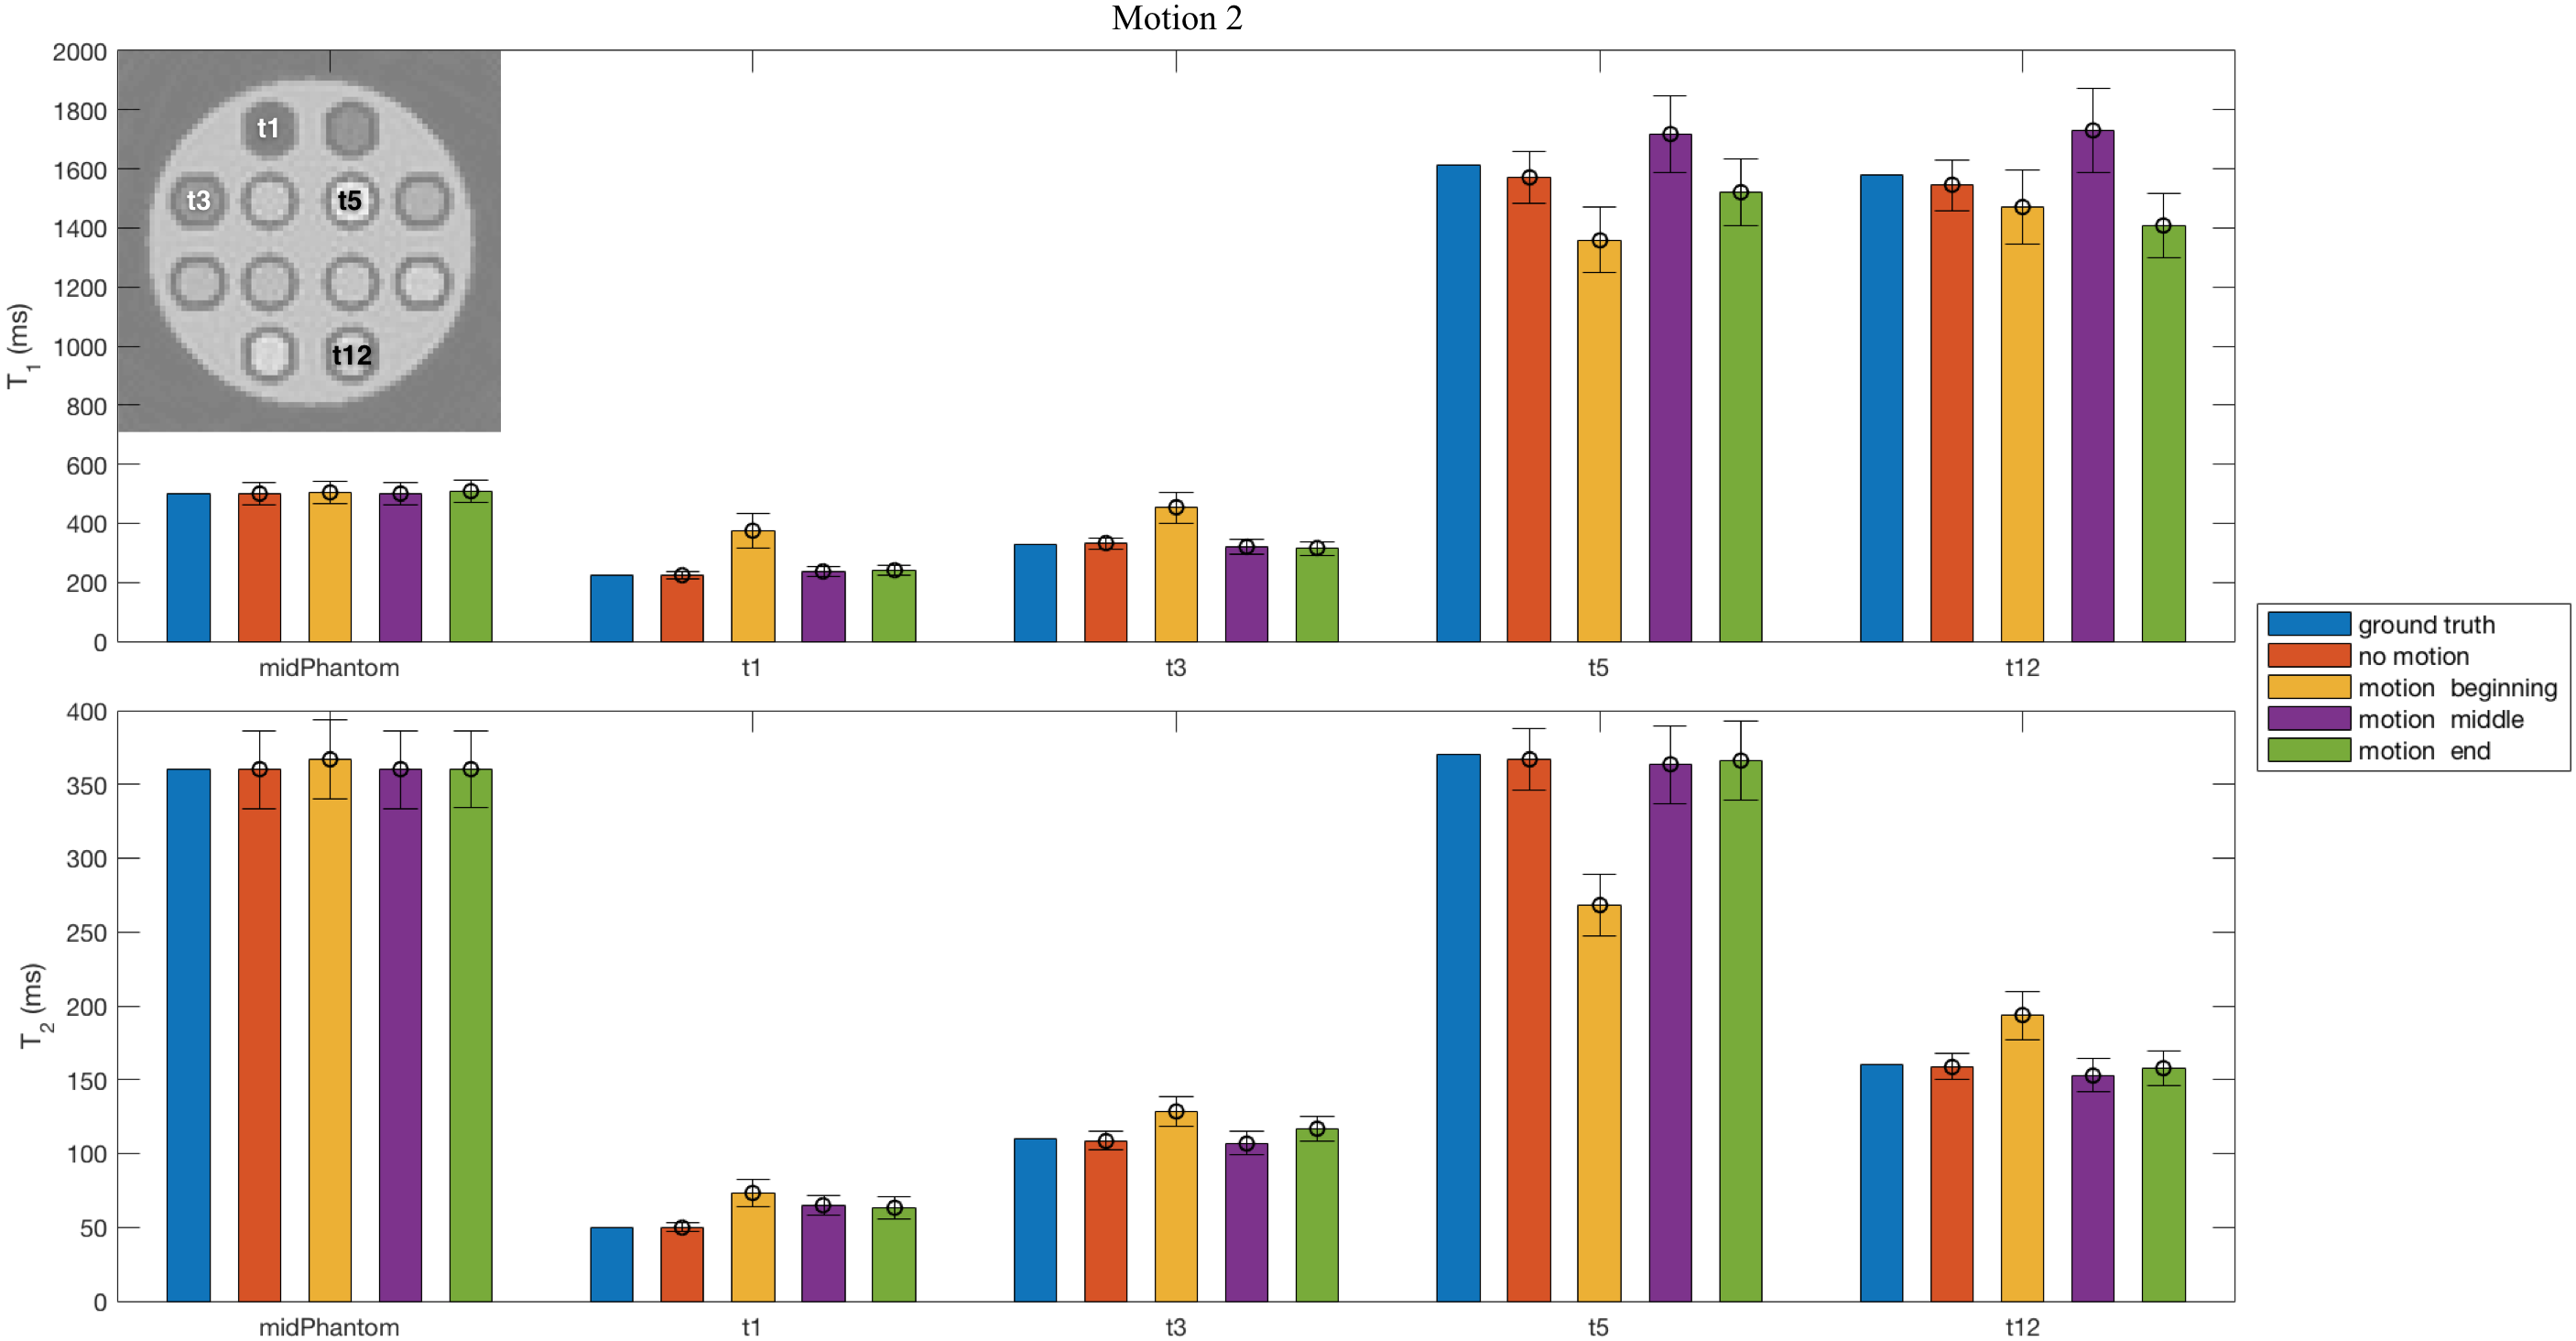 Motion 2
2000
1800
1600
1400
1200
1000
800
600
400
200
0
T1 (ms)
t1
t3
t5
t12
midPhantom t1 t3 t5 t12
400
350
300
250
200
150
100
50
0
T2 (ms)
midPhantom t1 t3 t5 t12
ground truth
no motion
motion beginning
motion middle
motion end